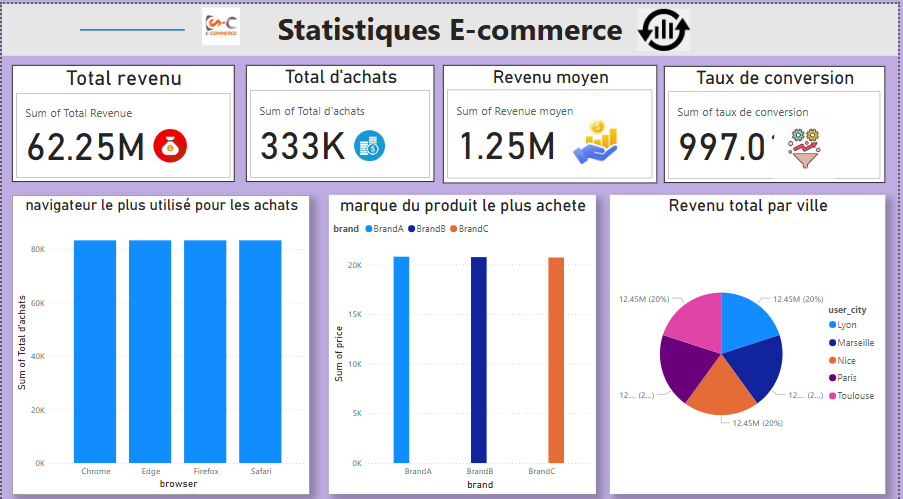 S-C
E-COMMERCE
Statistiques E-commerce
Total revenu
Sum of Total Revenue
62.25M
Total d'achats
Sum of Total d'achats
333K
Revenu moyen
Sum of Revenue moyen
1.25M
Taux de conversion
Sum of taux de conversion
997.0
navigateur le plus utilisé pour les achats
Sum of Total d'achats
80K
60K
40K
20K
0K
Chrome Edge Firefox Safari
browser
marque du produit le plus achete
brand BrandA BrandB BrandC
Sum of price
20K
15K
10K
5K
0K
BrandA BrandB BrandC
brand
Revenu total par ville
12.45M (20%) 12.45M (20%)
12.... (2...) 12.... (2...)
12.45M (20%)
user_city
Lyon
Marseille
Nice
Paris
Toulouse